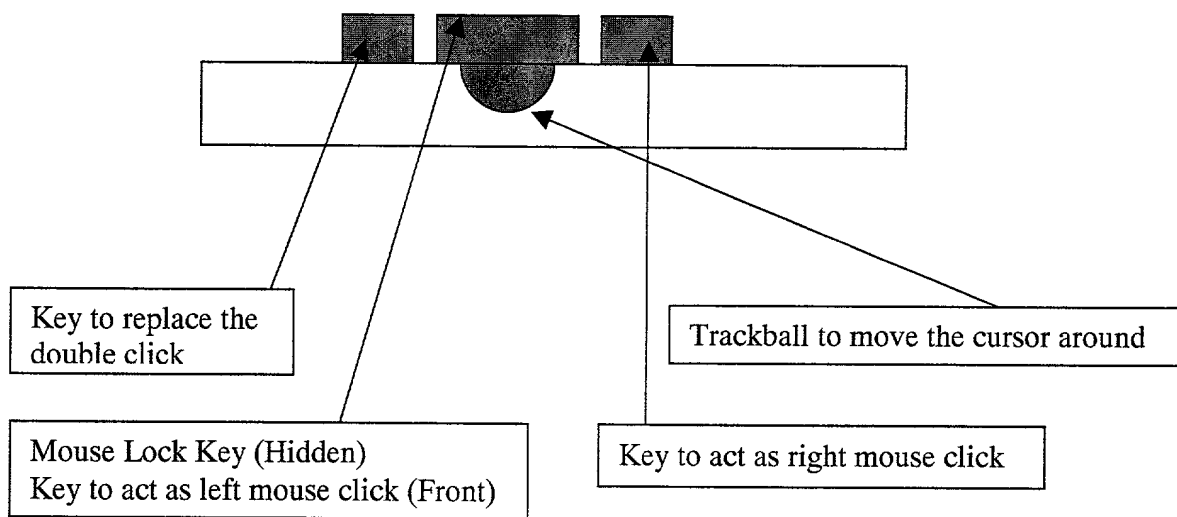 Key to replace the
double click
Trackball to move the cursor around
Mouse Lock Key (Hidden)
Key to act as left mouse click (Front)
Key to act as right mouse click